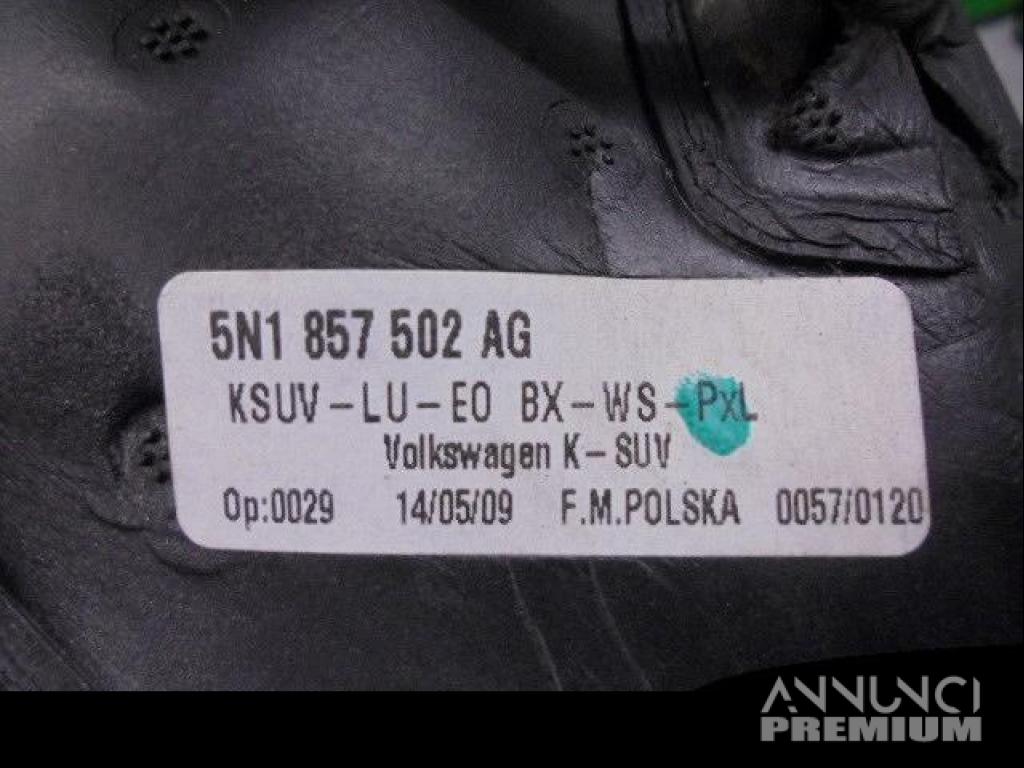 5N1 857 502 AG
KSUV-LU-EO BX-WS-PxL
Volkswagen K-SUV
Op:0029 14/05/09 F.M.POLSKA 0057/0120
ANNUNCI
PREMIUM